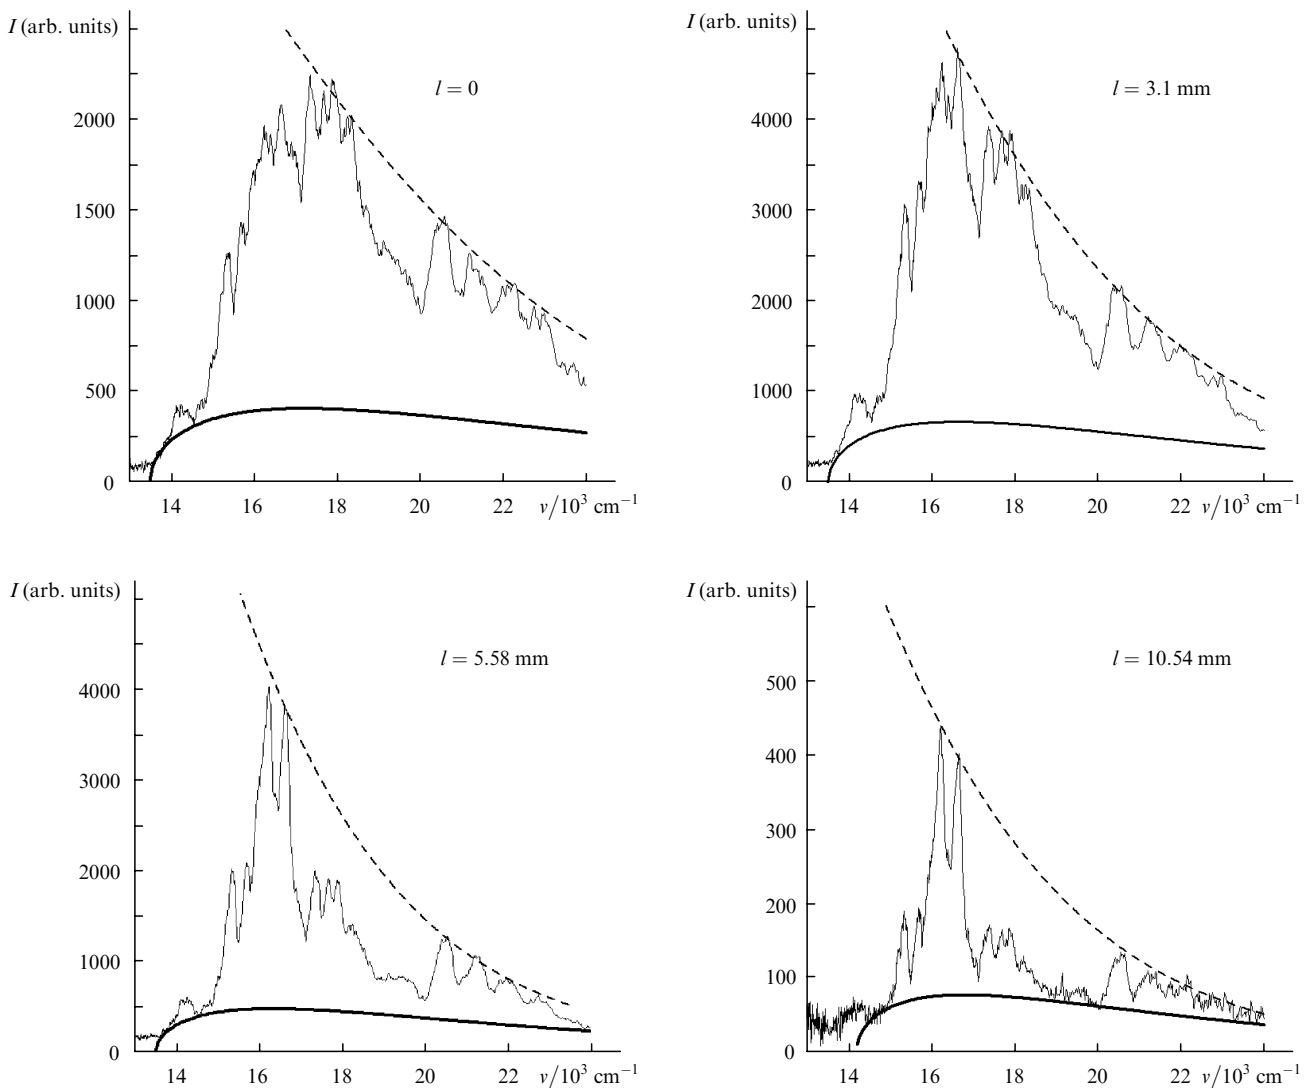 I (arb. units)
l = 0
2000
1500
1000
500
0
14 16 18 20 22 ν/10³ cm⁻¹
I (arb. units)
l = 3.1 mm
4000
3000
2000
1000
0
14 16 18 20 22 ν/10³ cm⁻¹
I (arb. units)
l = 5.58 mm
4000
3000
2000
1000
0
14 16 18 20 22 ν/10³ cm⁻¹
I (arb. units)
l = 10.54 mm
500
400
300
200
100
0
14 16 18 20 22 ν/10³ cm⁻¹